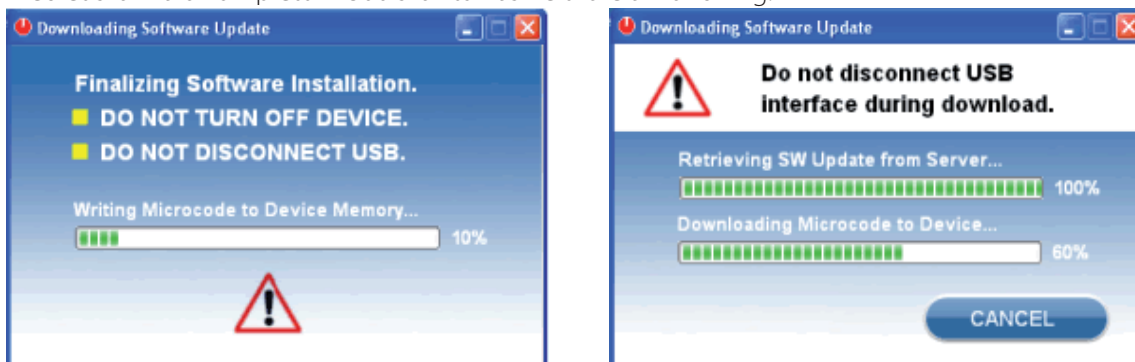 Downloading Software Update
Finalizing Software Installation.
DO NOT TURN OFF DEVICE.
DO NOT DISCONNECT USB.
Writing Microcode to Device Memory...
10%
Downloading Software Update
Do not disconnect USB
interface during download.
Retrieving SW Update from Server...
100%
Downloading Microcode to Device...
60%
CANCEL